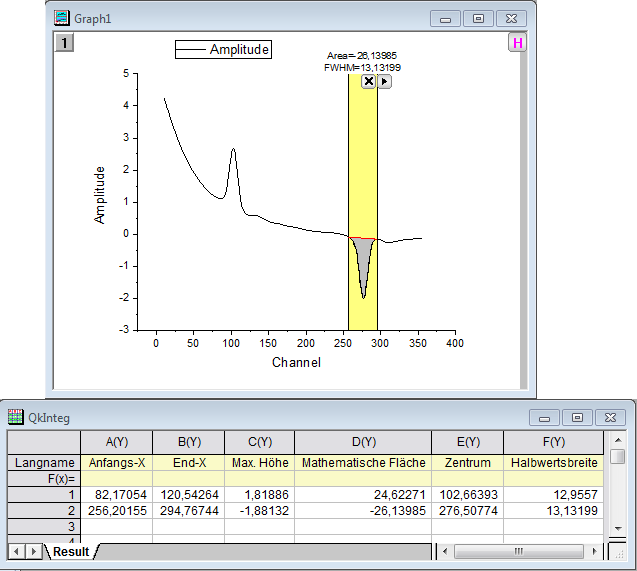 Graph1
1
H
Amplitude
Area=-26,13985
FWHM=13,13199
5
4
3
2
1
0
-1
-2
-3
Amplitude
0 50 100 150 200 250 300 350 400
Channel
QkInteg
A(Y) B(Y) C(Y) D(Y) E(Y) F(Y)
Langname Anfangs-X End-X Max. Höhe Mathematische Fläche Zentrum Halbwertsbreite
F(x)=
1 82,17054 120,54264 1,81886 24,62271 102,66393 12,9557
2 256,20155 294,76744 -1,88132 -26,13985 276,50774 13,13199
3
4
Result